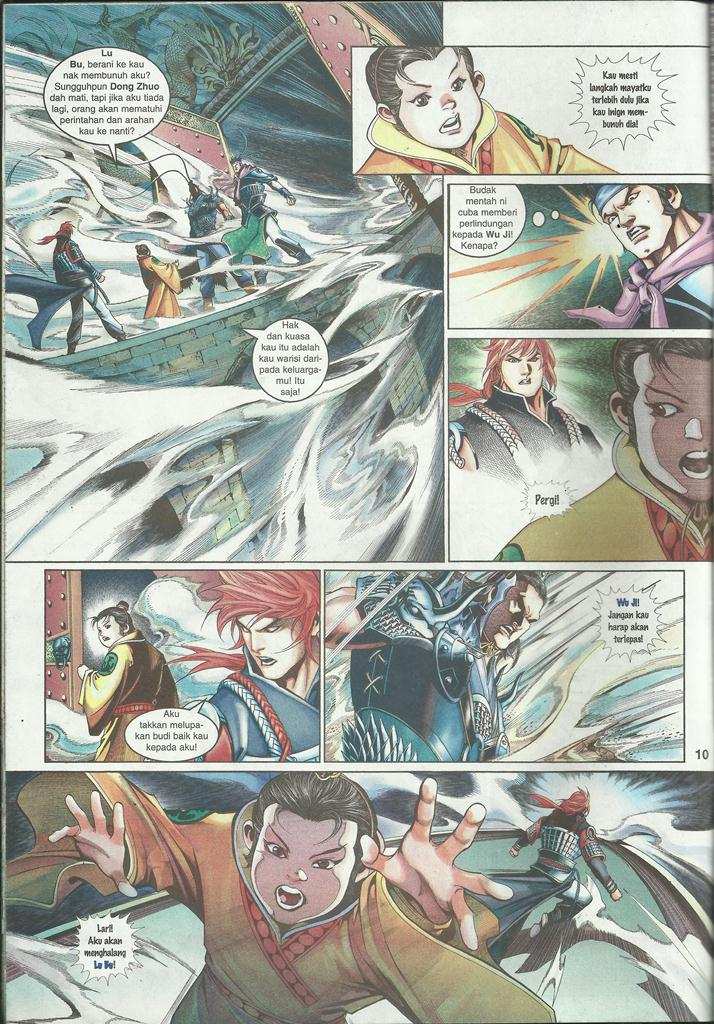 Lu
Bu, berani ke kau
nak membunuh aku?
Sungguhpun Dong Zhuo
dah mati, tapi jika aku tiada
lagi, orang akan mematuhi
perintahan dan arahan
kau ke nanti?
Kau mesti
langkah mayatku
terlebih dulu jika
kau inign mem-
bunuh dia!
Budak
mentah ni
cuba memberi
perlindungan
kepada Wu Ji!
Kenapa?
Hak
dan kuasa
kau itu adalah
kau warisi dari-
pada keluarga-
mu! Itu
saja!
Pergi!
Aku
takkan melupa-
kan budi baik kau
kepada aku!
Wu Ji!
Jangan kau
harap akan
terlepas!
10
Lari!
Aku akan
menghalang
Lu Bu!